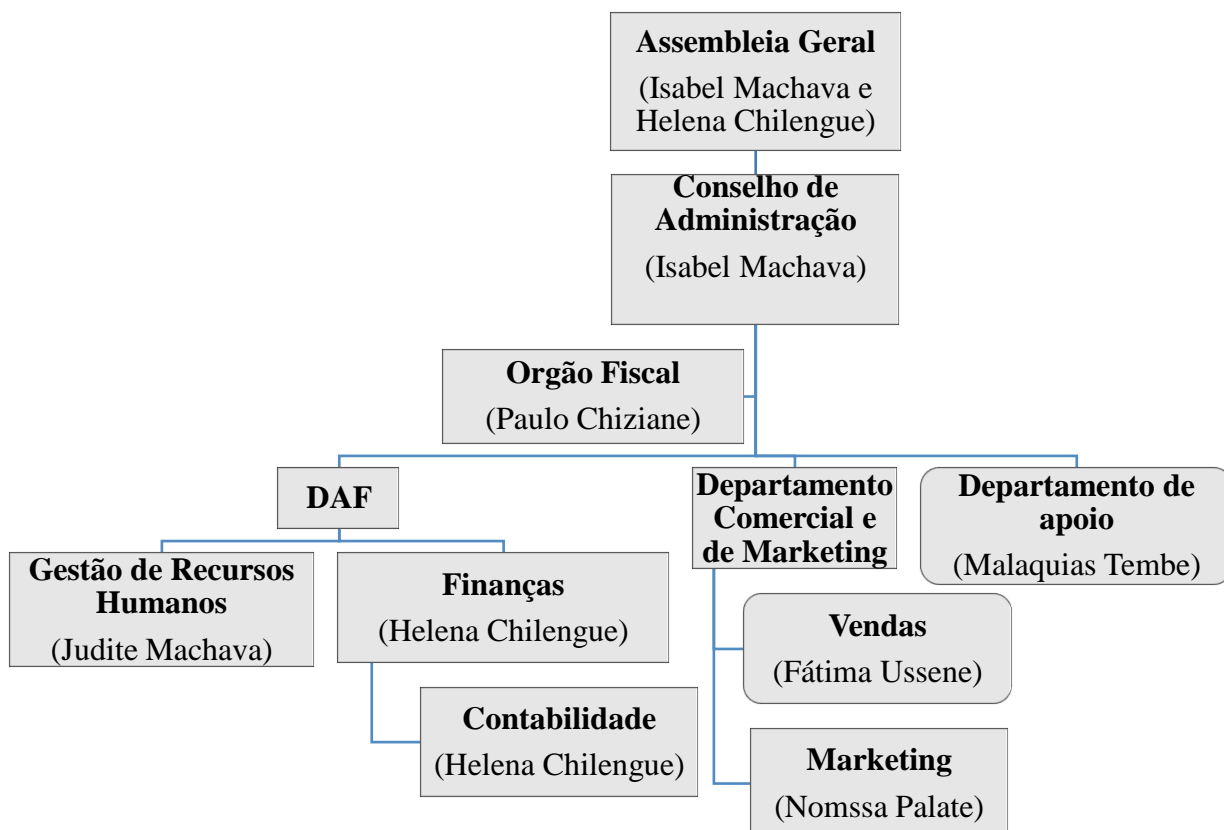 Assembleia Geral
(Isabel Machava e
Helena Chilengue)
Conselho de
Administração
(Isabel Machava)
Orgão Fiscal
(Paulo Chiziane)
DAF
Departamento
Comercial e
de Marketing
Departamento de
apoio
(Malaquias Tembe)
Gestão de Recursos
Humanos
(Judite Machava)
Finanças
(Helena Chilengue)
Vendas
(Fátima Ussene)
Contabilidade
(Helena Chilengue)
Marketing
(Nomssa Palate)